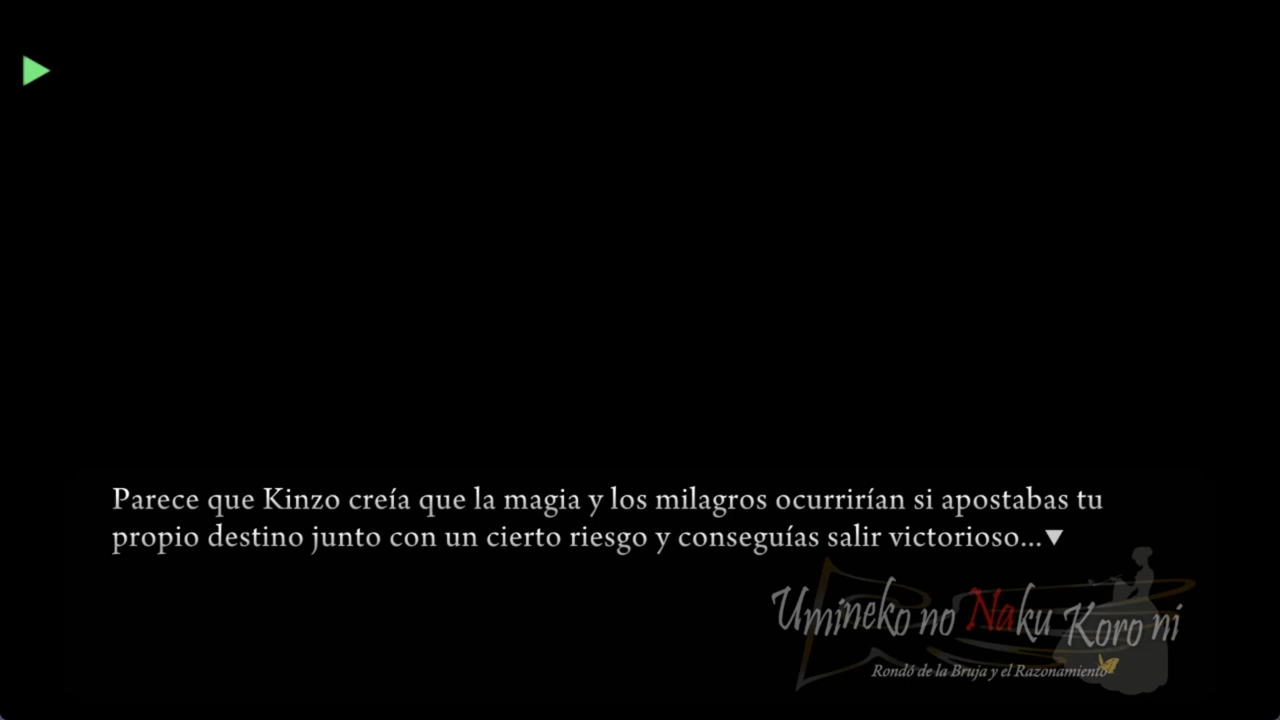 Parece que Kinzo creía que la magia y los milagros ocurrirían si apostabas tu
propio destino junto con un cierto riesgo y conseguías salir victorioso...
Umineko no Naku Koro ni
Rondó de la Bruja y el Razonamiento